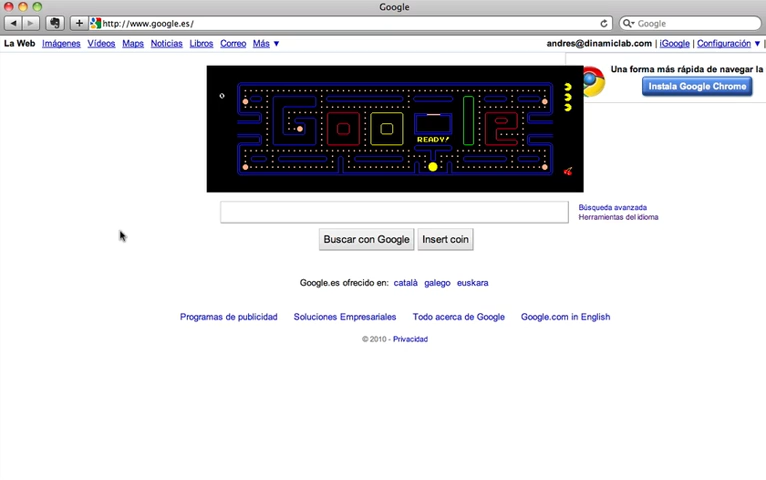 Google
http://www.google.es/
Google
La Web Imágenes Vídeos Maps Noticias Libros Correo Más ▼
andres@dinamiclab.com | iGoogle | Configuración ▼ |
Una forma más rápida de navegar la
Instala Google Chrome
0
READY!
Búsqueda avanzada
Herramientas del idioma
Buscar con Google Insert coin
Google.es ofrecido en: català galego euskara
Programas de publicidad Soluciones Empresariales Todo acerca de Google Google.com in English
© 2010 - Privacidad